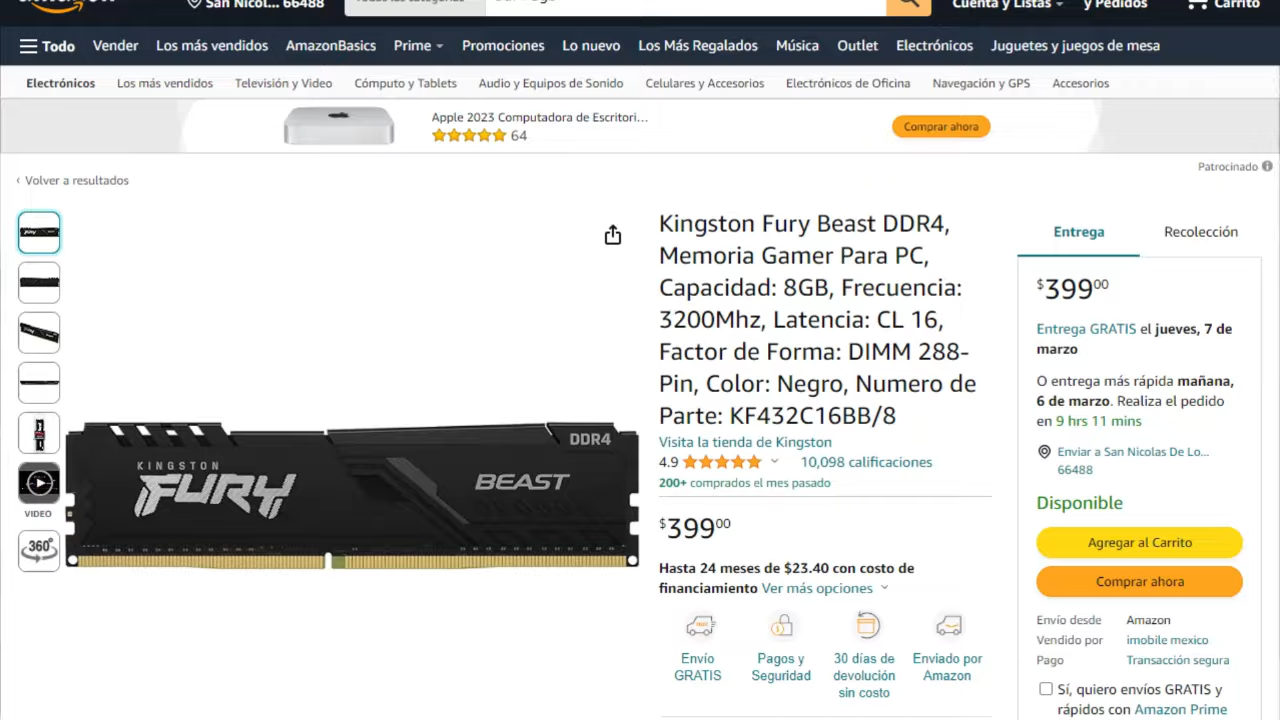 San Nicol... 66488
Cuenta y Listas
y Pedidos
Carrito
Todo
Vender
Los más vendidos
AmazonBasics
Prime
Promociones
Lo nuevo
Los Más Regalados
Música
Outlet
Electrónicos
Juguetes y juegos de mesa
Electrónicos
Los más vendidos
Televisión y Video
Cómputo y Tablets
Audio y Equipos de Sonido
Celulares y Accesorios
Electrónicos de Oficina
Navegación y GPS
Accesorios
Apple 2023 Computadora de Escritori...
64
Comprar ahora
Patrocinado
‹ Volver a resultados
VIDEO
360°
KINGSTON
FURY
BEAST
DDR4
Kingston Fury Beast DDR4,
Memoria Gamer Para PC,
Capacidad: 8GB, Frecuencia:
3200Mhz, Latencia: CL 16,
Factor de Forma: DIMM 288-
Pin, Color: Negro, Numero de
Parte: KF432C16BB/8
Visita la tienda de Kingston
4.9
10,098 calificaciones
200+ comprados el mes pasado
$39900
Hasta 24 meses de $23.40 con costo de
financiamiento Ver más opciones
Envío
GRATIS
Pagos y
Seguridad
30 días de
devolución
sin costo
Enviado por
Amazon
Entrega
Recolección
$39900
Entrega GRATIS el jueves, 7 de
marzo
O entrega más rápida mañana,
6 de marzo. Realiza el pedido
en 9 hrs 11 mins
Enviar a San Nicolas De Lo...
66488
Disponible
Agregar al Carrito
Comprar ahora
Envío desde Amazon
Vendido por imobile mexico
Pago Transacción segura
Sí, quiero envíos GRATIS y
rápidos con Amazon Prime